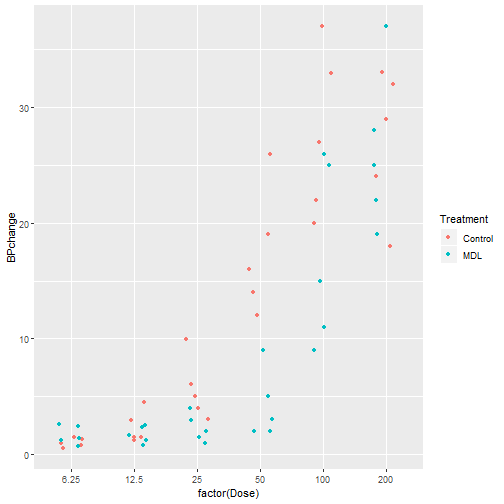 30
20
10
0
BPchange
6.25 12.5 25 50 100 200
factor(Dose)
Treatment
Control
MDL